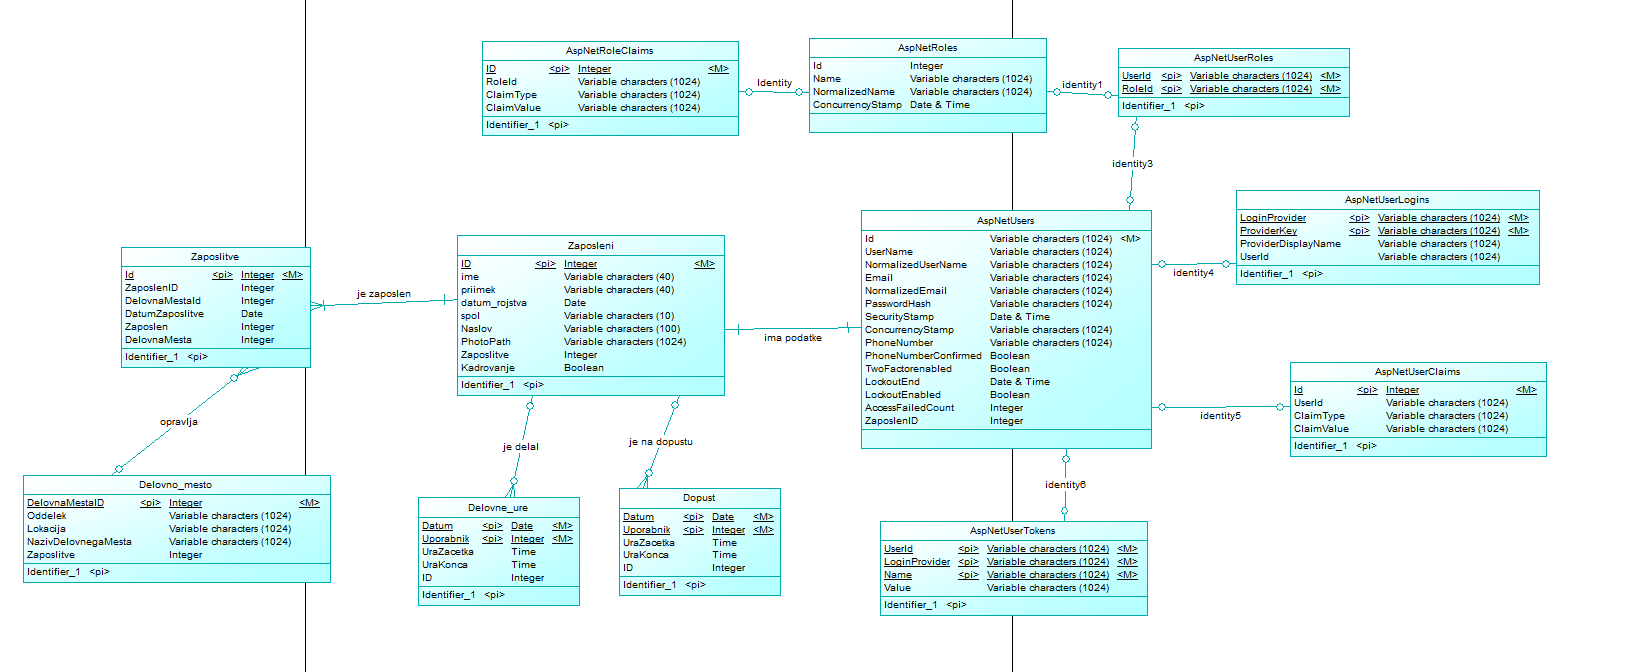 AspNetRoleClaims
ID <pi> Integer <M>
RoleId Variable characters (1024)
ClaimType Variable characters (1024)
ClaimValue Variable characters (1024)
Identifier_1 <pi>
Identity
AspNetRoles
Id Integer
Name Variable characters (1024)
NormalizedName Variable characters (1024)
ConcurrencyStamp Date & Time
identity1
AspNetUserRoles
UserId <pi> Variable characters (1024) <M>
RoleId <pi> Variable characters (1024) <M>
Identifier_1 <pi>
identity3
AspNetUserLogins
LoginProvider <pi> Variable characters (1024) <M>
ProviderKey <pi> Variable characters (1024) <M>
ProviderDisplayName Variable characters (1024)
UserId Variable characters (1024)
Identifier_1 <pi>
identity4
Zaposlitve
Id <pi> Integer <M>
ZaposlenID Integer
DelovnaMestaId Integer
DatumZaposlitve Date
Zaposlen Integer
DelovnaMesta Integer
Identifier_1 <pi>
je zaposlen
Zaposleni
ID <pi> Integer <M>
ime Variable characters (40)
priimek Variable characters (40)
datum_rojstva Date
spol Variable characters (10)
Naslov Variable characters (100)
PhotoPath Variable characters (1024)
Zaposlitve Integer
Kadrovanje Boolean
Identifier_1 <pi>
ima podatke
AspNetUsers
Id Variable characters (1024) <M>
UserName Variable characters (1024)
NormalizedUserName Variable characters (1024)
Email Variable characters (1024)
NormalizedEmail Variable characters (1024)
PasswordHash Variable characters (1024)
SecurityStamp Date & Time
ConcurrencyStamp Variable characters (1024)
PhoneNumber Variable characters (1024)
PhoneNumberConfirmed Boolean
TwoFactorenabled Boolean
LockoutEnd Date & Time
LockoutEnabled Boolean
AccessFailedCount Integer
ZaposlenID Integer
identity5
AspNetUserClaims
Id <pi> Integer <M>
UserId Variable characters (1024)
ClaimType Variable characters (1024)
ClaimValue Variable characters (1024)
Identifier_1 <pi>
opravlja
je delal
je na dopustu
identity6
Delovno_mesto
DelovnaMestaID <pi> Integer <M>
Oddelek Variable characters (1024)
Lokacija Variable characters (1024)
NazivDelovnegaMesta Variable characters (1024)
Zaposlitve Integer
Identifier_1 <pi>
Delovne_ure
Datum <pi> Date <M>
Uporabnik <pi> Integer <M>
UraZacetka Time
UraKonca Time
ID Integer
Identifier_1 <pi>
Dopust
Datum <pi> Date <M>
Uporabnik <pi> Integer <M>
UraZacetka Time
UraKonca Time
ID Integer
Identifier_1 <pi>
AspNetUserTokens
UserId <pi> Variable characters (1024) <M>
LoginProvider <pi> Variable characters (1024) <M>
Name <pi> Variable characters (1024) <M>
Value Variable characters (1024)
Identifier_1 <pi>